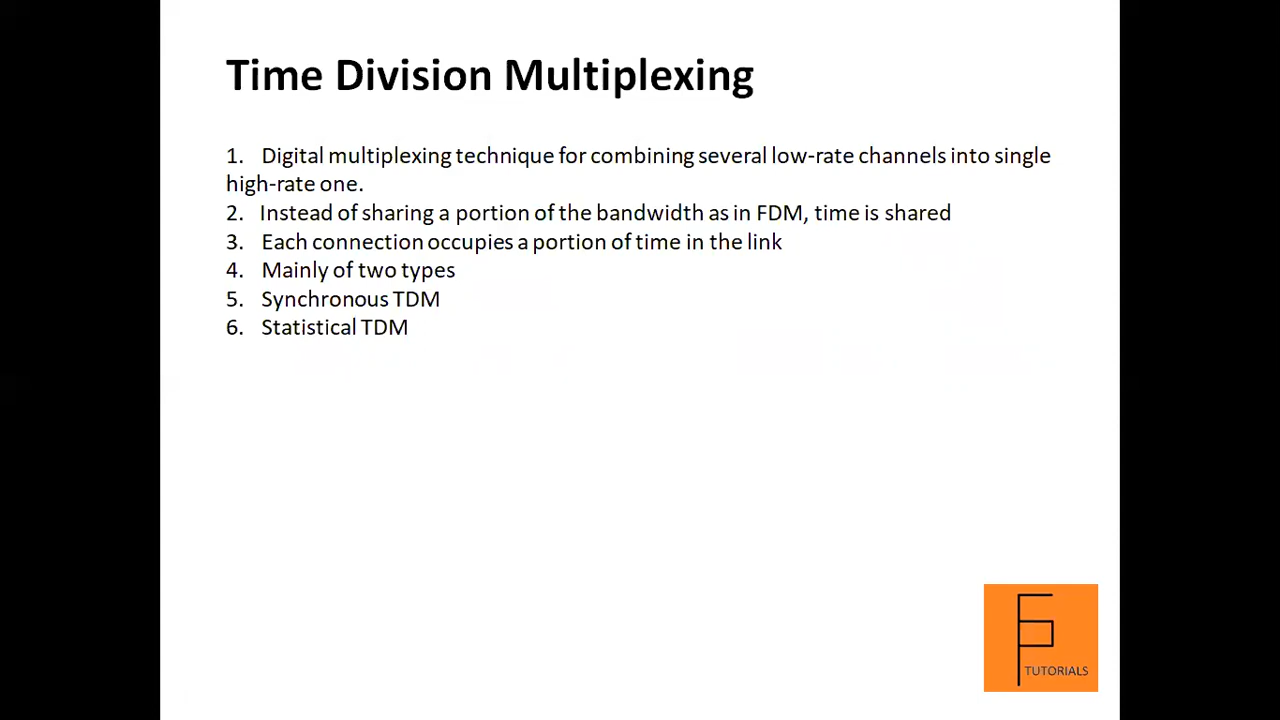 Time Division Multiplexing
1. Digital multiplexing technique for combining several low-rate channels into single
high-rate one.
2. Instead of sharing a portion of the bandwidth as in FDM, time is shared
3. Each connection occupies a portion of time in the link
4. Mainly of two types
5. Synchronous TDM
6. Statistical TDM
TUTORIALS